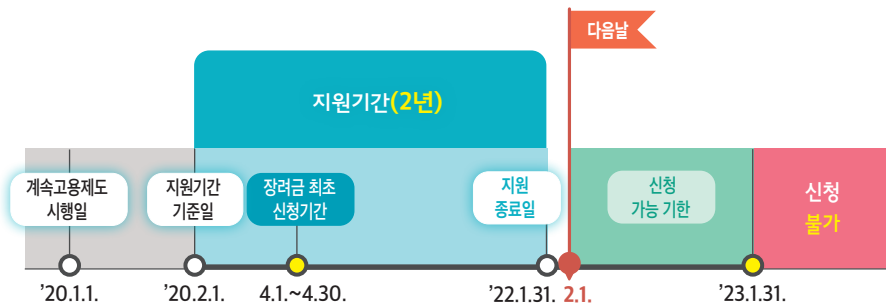 다음날
지원기간(2년)
계속고용제도
시행일
지원기간
기준일
장려금 최초
신청기간
지원
종료일
신청
가능 기한
신청
불가
’20.1.1.
’20.2.1.
4.1.~4.30.
’22.1.31.
2.1.
’23.1.31.